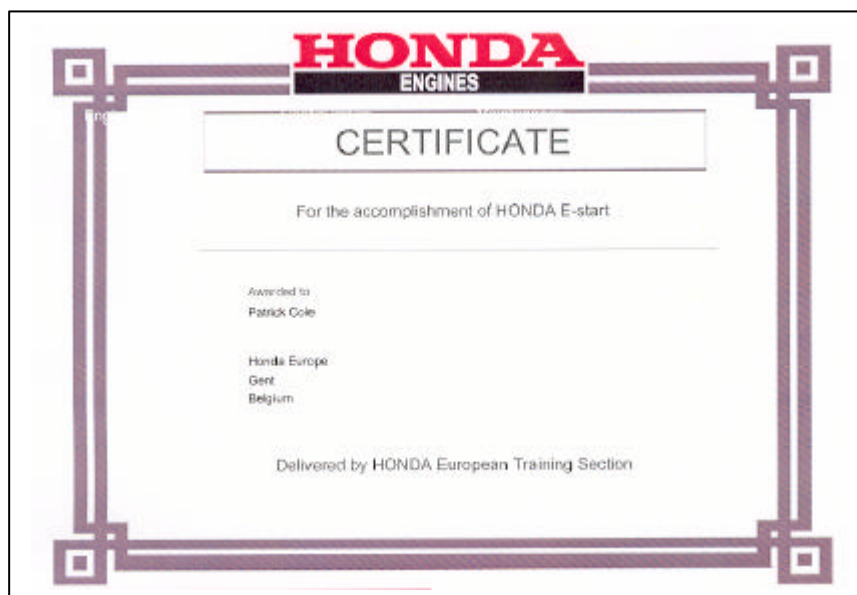 HONDA
ENGINES
CERTIFICATE
For the accomplishment of HONDA E-start
Awarded to
Patrick Cole
Honda Europe
Gent
Belgium
Delivered by HONDA European Training Section